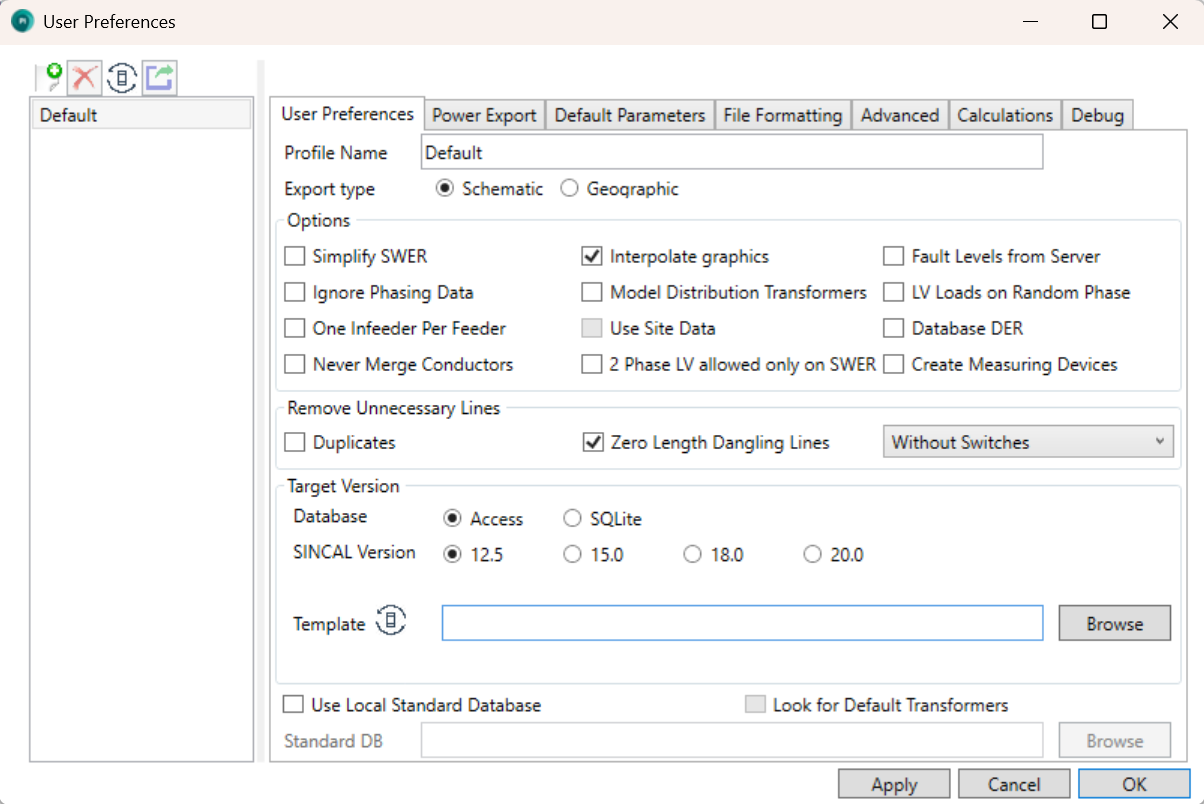 User Preferences
Default
User Preferences Power Export Default Parameters File Formatting Advanced Calculations Debug
Profile Name Default
Export type Schematic Geographic
Options
Simplify SWER Interpolate graphics Fault Levels from Server
Ignore Phasing Data Model Distribution Transformers LV Loads on Random Phase
One Infeeder Per Feeder Use Site Data Database DER
Never Merge Conductors 2 Phase LV allowed only on SWER Create Measuring Devices
Remove Unnecessary Lines
Duplicates Zero Length Dangling Lines Without Switches
Target Version
Database Access SQLite
SINCAL Version 12.5 15.0 18.0 20.0
Template Browse
Use Local Standard Database Look for Default Transformers
Standard DB Browse
Apply Cancel OK